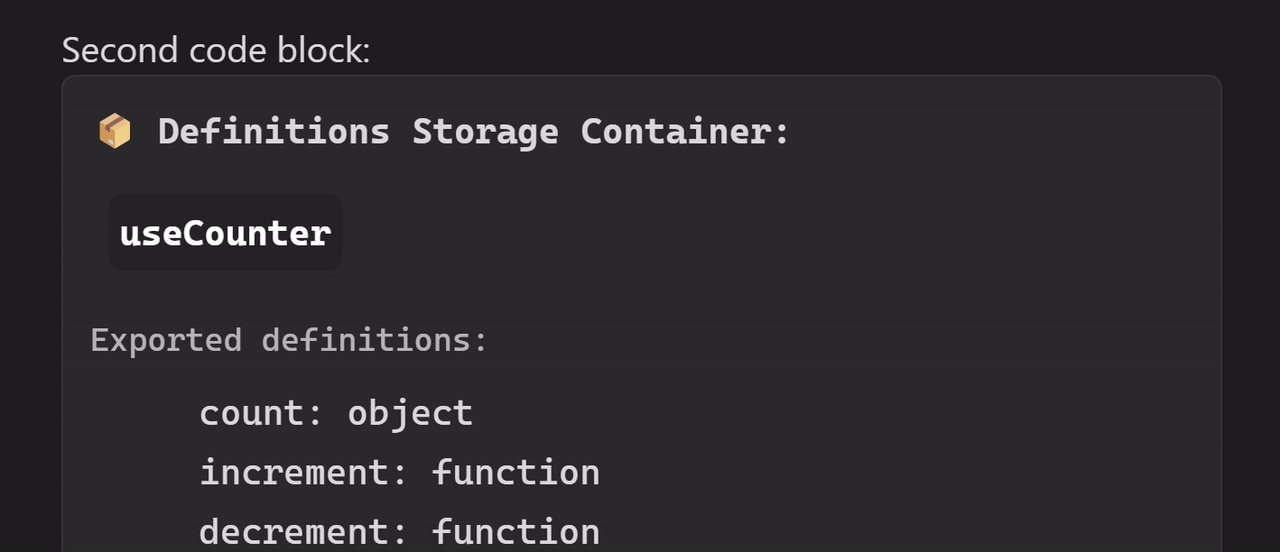 Second code block:
📦 Definitions Storage Container:
useCounter
Exported definitions:
count: object
increment: function
decrement: function